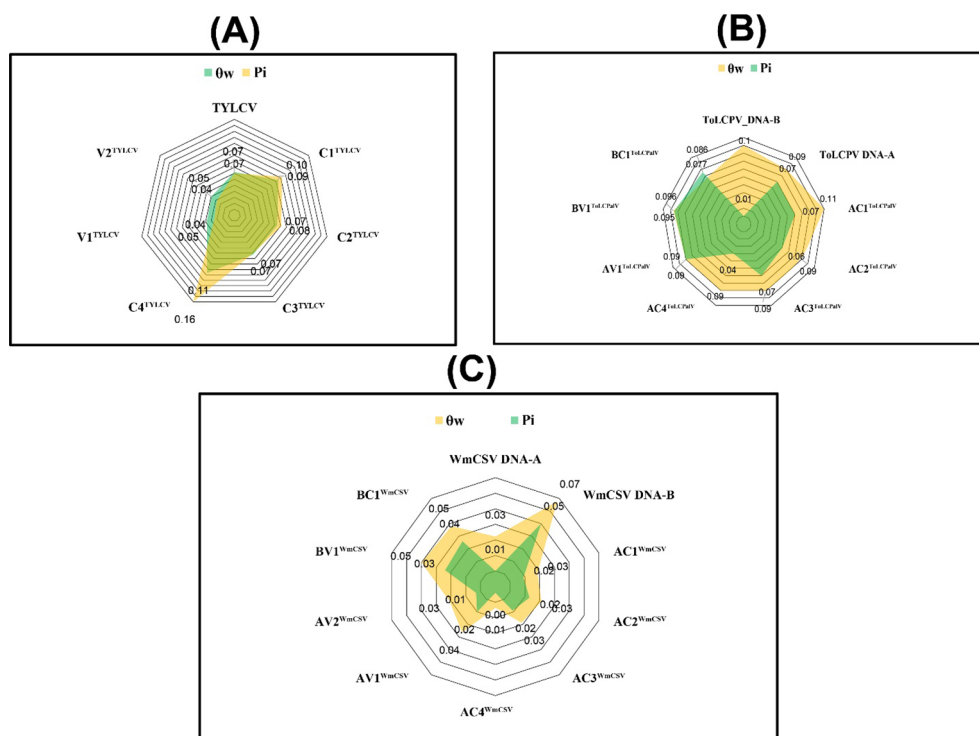 (A)
θw Pi
TYLCV
V2TYLCV
C1TYLCV
0.07
0.07
0.10
0.09
0.05
0.04
V1TYLCV
0.04
0.05
0.07
0.08
C2TYLCV
0.07
0.07
C4TYLCV
0.11
0.16
C3TYLCV
(B)
θw Pi
ToLCPV_DNA-B
0.1
0.01
BC1ToLCPalV
0.086
0.077
0.09
0.07
ToLCPV DNA-A
BV1ToLCPalV
0.096
0.095
0.11
0.07
AC1ToLCPalV
AV1ToLCPalV
0.09
0.09
0.06
0.09
AC2ToLCPalV
AC4ToLCPalV
0.04
0.09
0.07
0.09
AC3ToLCPalV
(C)
θw Pi
WmCSV DNA-A
0.03
0.01
0.07
0.05
WmCSV DNA-B
BC1WmCSV
0.05
0.04
BV1WmCSV
0.05
0.03
0.03
0.02
AC1WmCSV
AV2WmCSV
0.03
0.01
0.02
0.03
AC2WmCSV
0.00
0.01
0.02
0.04
0.02
0.03
AV1WmCSV
AC3WmCSV
AC4WmCSV